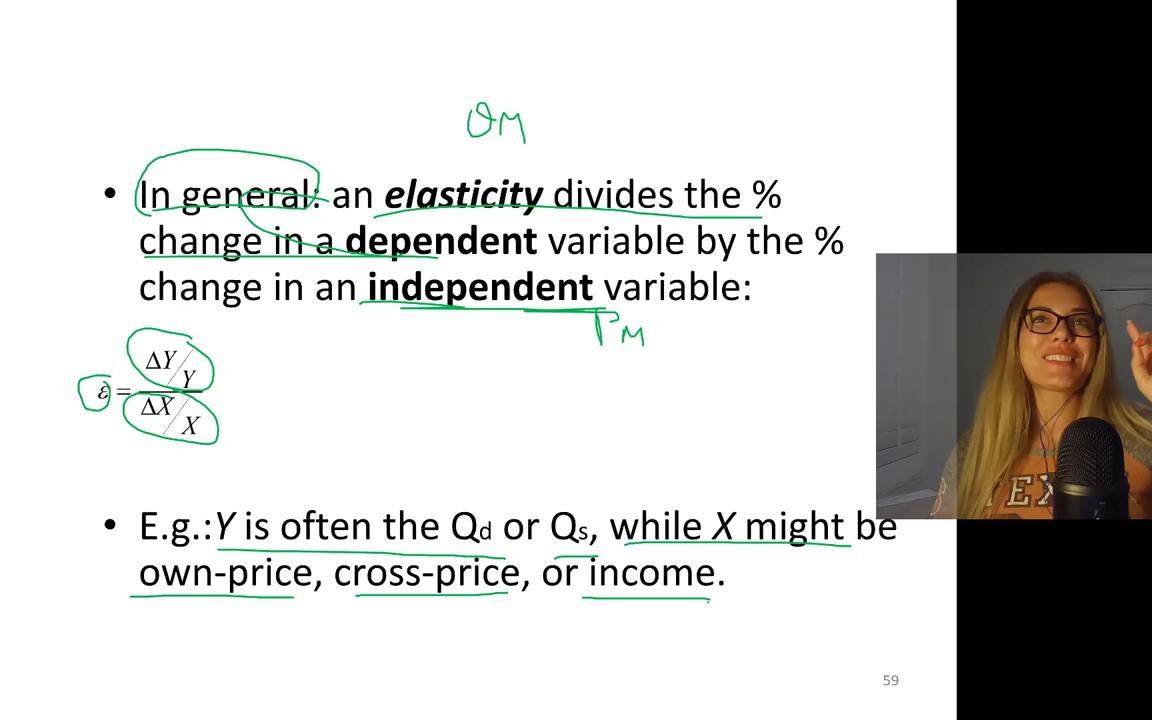 QM
• In general: an elasticity divides the %
change in a dependent variable by the %
change in an independent variable:
PM
ε = ΔY/Y
ΔX/X
• E.g.:Y is often the Qd or Qs, while X might be
own-price, cross-price, or income.
59